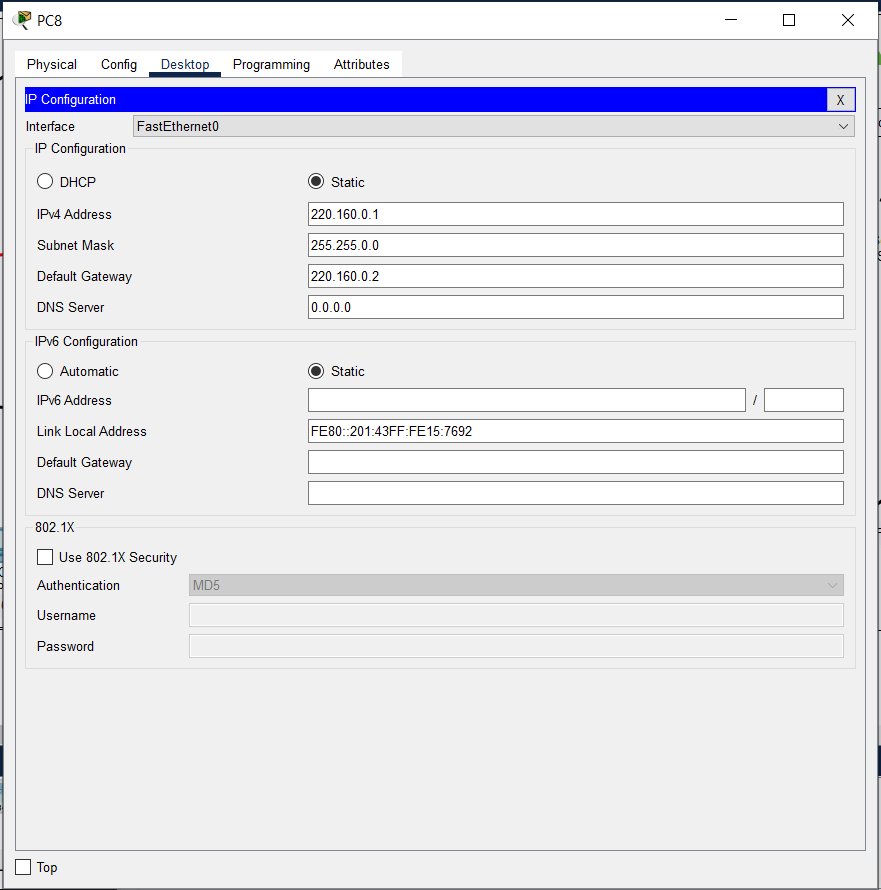 PC8
Physical Config Desktop Programming Attributes
IP Configuration X
Interface FastEthernet0
IP Configuration
DHCP Static
IPv4 Address 220.160.0.1
Subnet Mask 255.255.0.0
Default Gateway 220.160.0.2
DNS Server 0.0.0.0
IPv6 Configuration
Automatic Static
IPv6 Address /
Link Local Address FE80::201:43FF:FE15:7692
Default Gateway
DNS Server
802.1X
Use 802.1X Security
Authentication MD5
Username
Password
Top